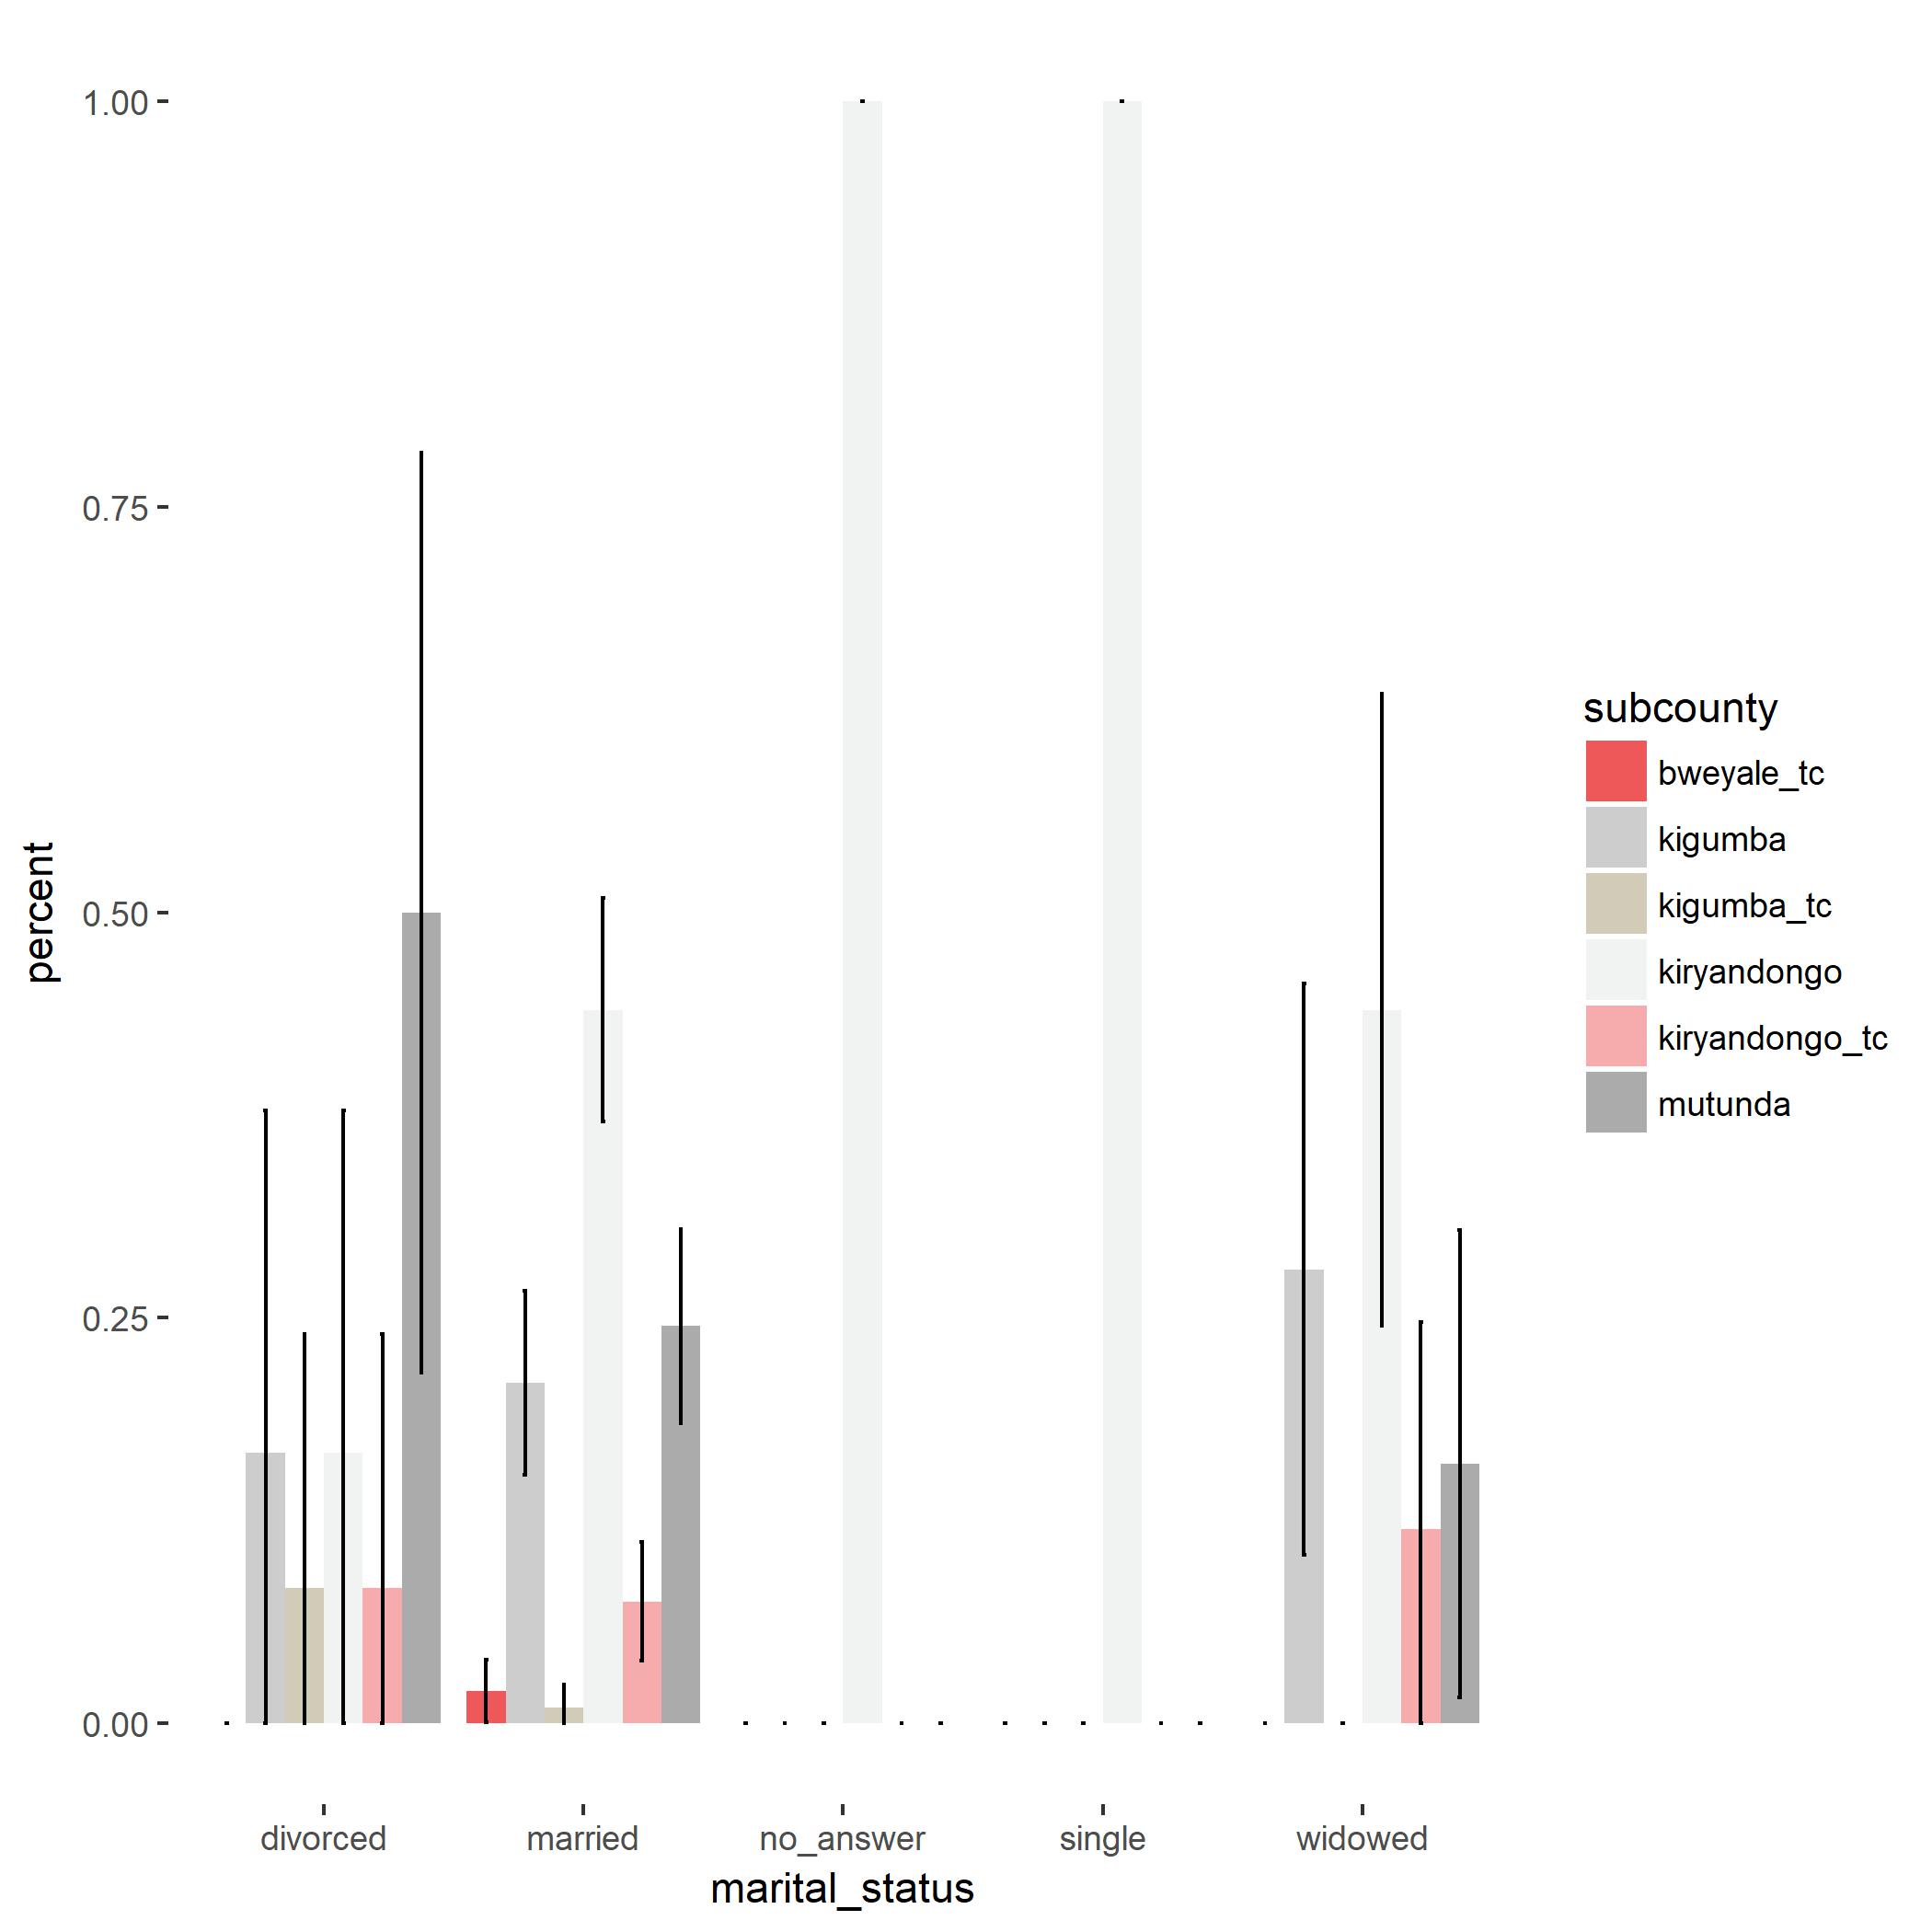 1.00
0.75
0.50
0.25
0.00
percent
divorced
married
no_answer
single
widowed
marital_status
subcounty
bweyale_tc
kigumba
kigumba_tc
kiryandongo
kiryandongo_tc
mutunda